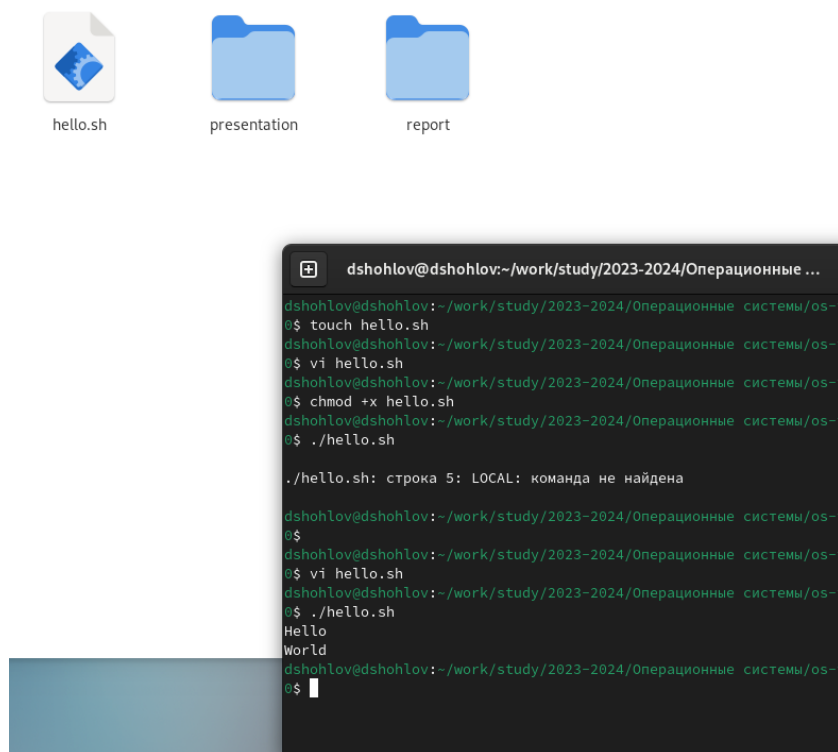 hello.sh
presentation
report
dshohlov@dshohlov:~/work/study/2023-2024/Операционные ...
dshohlov@dshohlov:~/work/study/2023-2024/Операционные системы/os-
0$ touch hello.sh
dshohlov@dshohlov:~/work/study/2023-2024/Операционные системы/os-
0$ vi hello.sh
dshohlov@dshohlov:~/work/study/2023-2024/Операционные системы/os-
0$ chmod +x hello.sh
dshohlov@dshohlov:~/work/study/2023-2024/Операционные системы/os-
0$ ./hello.sh
./hello.sh: строка 5: LOCAL: команда не найдена
dshohlov@dshohlov:~/work/study/2023-2024/Операционные системы/os-
0$
dshohlov@dshohlov:~/work/study/2023-2024/Операционные системы/os-
0$ vi hello.sh
dshohlov@dshohlov:~/work/study/2023-2024/Операционные системы/os-
0$ ./hello.sh
Hello
World
dshohlov@dshohlov:~/work/study/2023-2024/Операционные системы/os-
0$